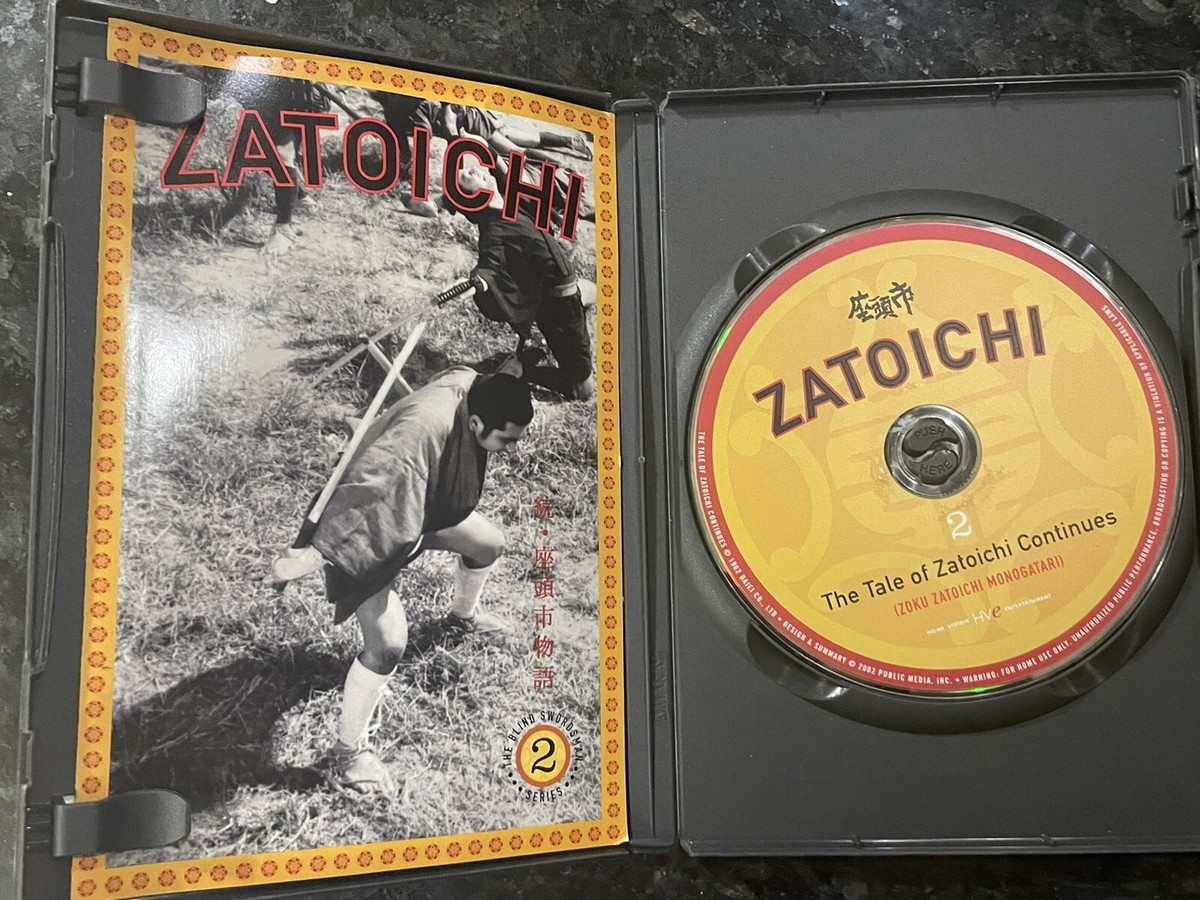 ZATOICHI
続・座頭市物語
THE BLIND SWORDSMAN
2
SERIES
座頭市
ZATOICHI
PUSH
HERE
2
The Tale of Zatoichi Continues
(ZOKU ZATOICHI MONOGATARI)
HOME VISION HVe ENTERTAINMENT
THE TALE OF ZATOICHI CONTINUES © 1962 DAIEI CO., LTD • DESIGN & SUMMARY © 2002 PUBLIC MEDIA, INC. • WARNING: FOR HOME USE ONLY. UNAUTHORIZED PUBLIC PERFORMANCE, BROADCASTING OR COPYING IS A VIOLATION OF APPLICABLE LAWS